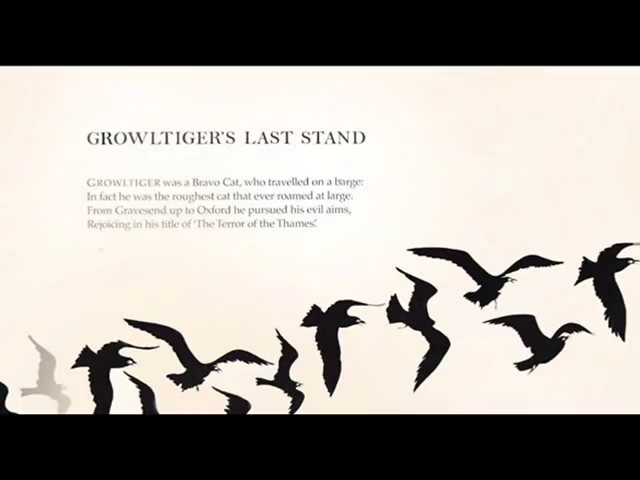 GROWLTIGER'S LAST STAND
GROWLTIGER was a Bravo Cat, who travelled on a barge:
In fact he was the roughest cat that ever roamed at large.
From Gravesend up to Oxford he pursued his evil aims,
Rejoicing in his title of 'The Terror of the Thames'.